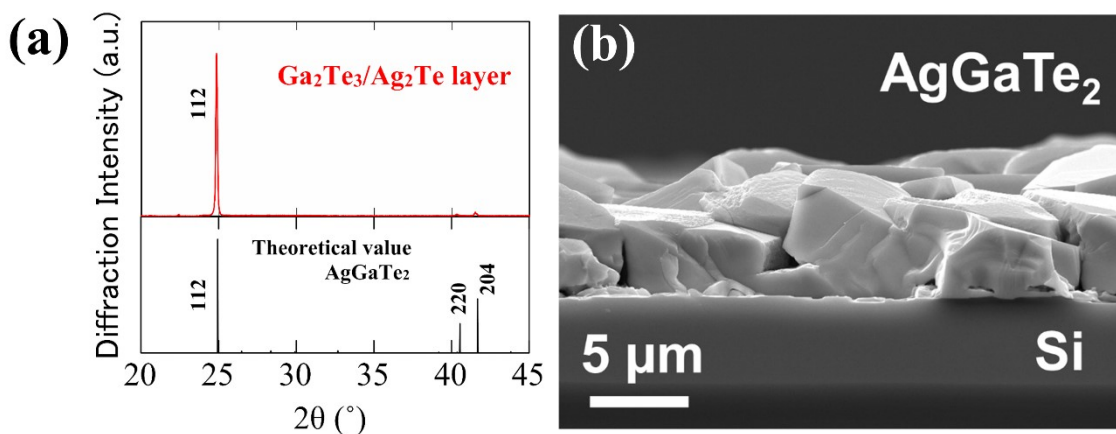 (a)
Diffraction Intensity (a.u.)
Ga₂Te₃/Ag₂Te layer
112
Theoretical value
AgGaTe₂
112
220
204
20 25 30 35 40 45
2θ (°)
(b)
AgGaTe₂
5 μm
Si